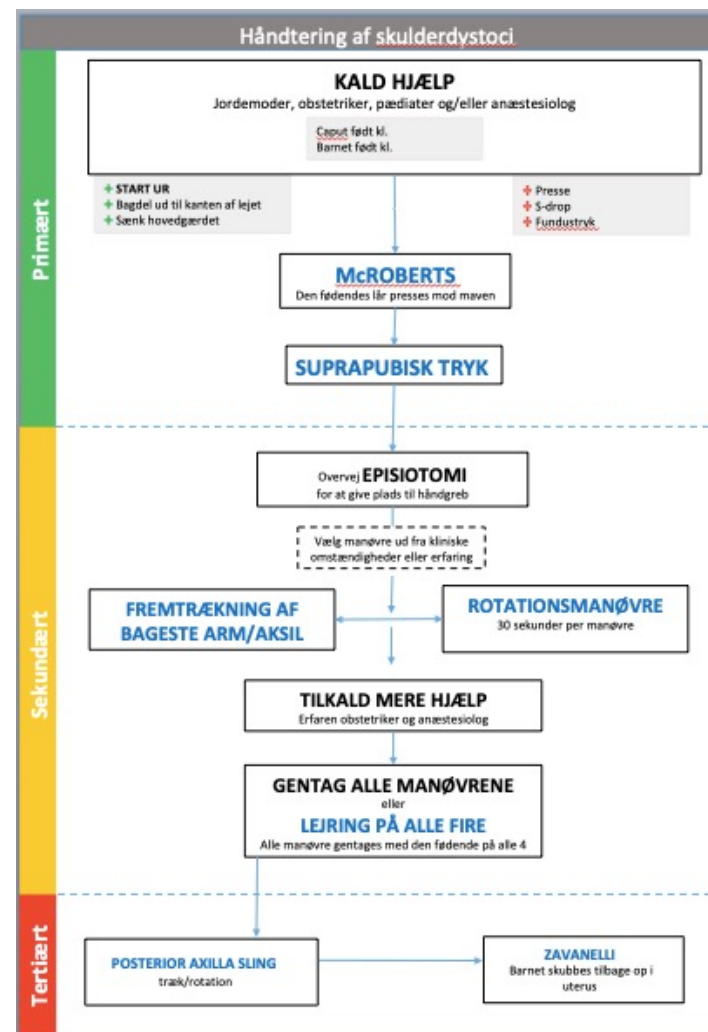 Håndtering af skulderdystoci
Primært
KALD HJÆLP
Jordemoder, obstetriker, pædiater og/eller anæstesiolog
Caput født kl.
Barnet født kl.
START UR
Bagdel ud til kanten af lejet
Sænk hovedgærdet
Presse
S-drop
Fundustryk
McROBERTS
Den fødendes lår presses mod maven
SUPRAPUBISK TRYK
Sekundært
Overvej EPISIOTOMI
for at give plads til håndgreb
Vælg manøvre ud fra kliniske
omstændigheder eller erfaring
FREMTRÆKNING AF
BAGESTE ARM/AKSIL
ROTATIONSMANØVRE
30 sekunder per manøvre
TILKALD MERE HJÆLP
Erfaren obstetriker og anæstesiolog
GENTAG ALLE MANØVRENE
eller
LEJRING PÅ ALLE FIRE
Alle manøvre gentages med den fødende på alle 4
Tertiært
POSTERIOR AXILLA SLING
træk/rotation
ZAVANELLI
Barnet skubbes tilbage op i
uterus